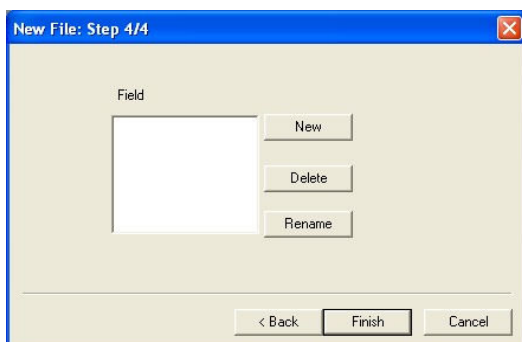 New File: Step 4/4
Field
New
Delete
Rename
< Back Finish Cancel